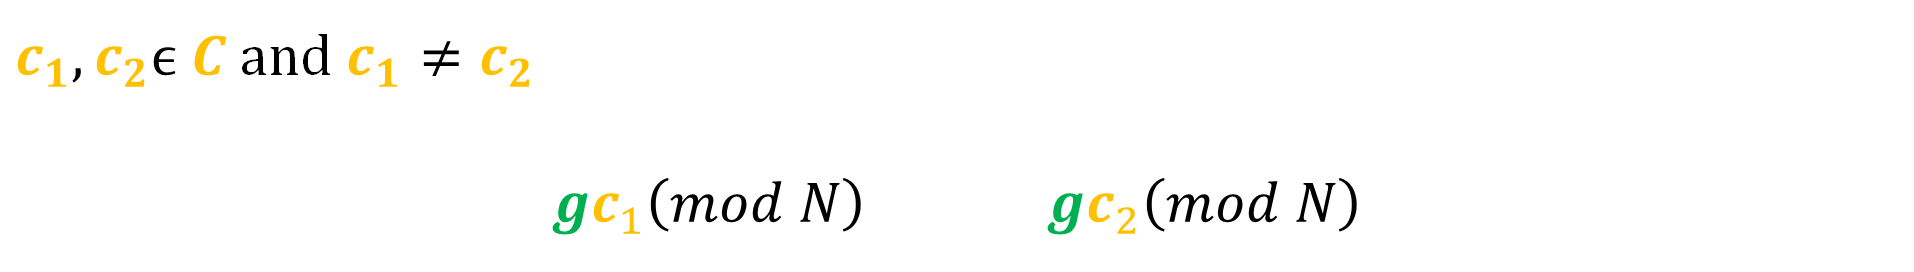 c₁, c₂ ϵ C and c₁ ≠ c₂
gc₁(mod N) gc₂(mod N)